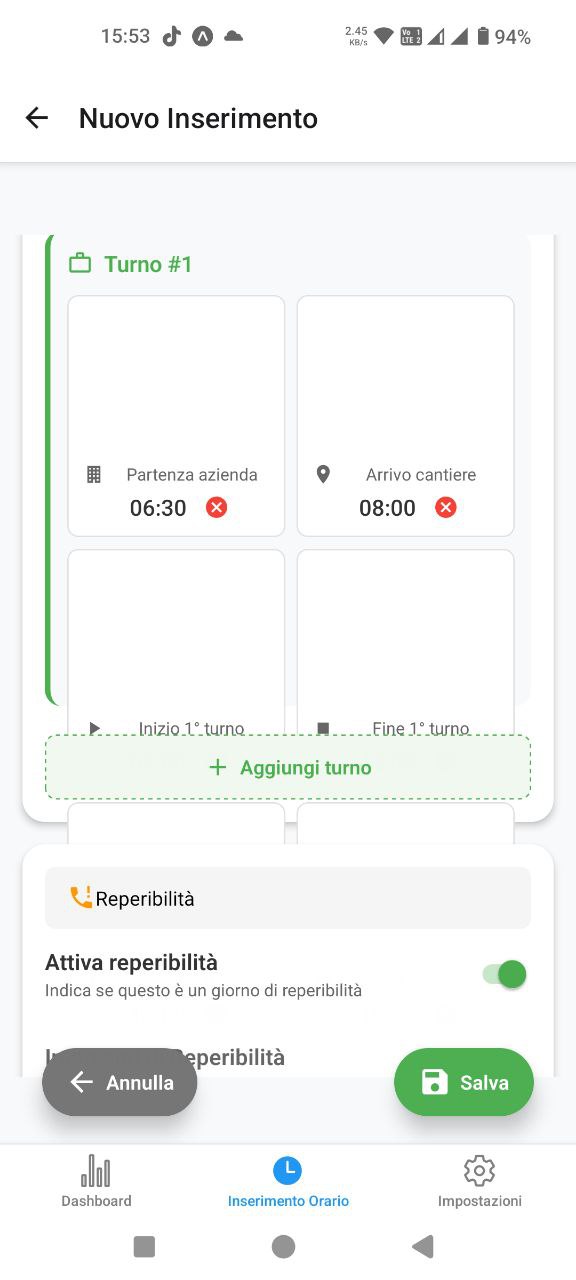 15:53
2.45 KB/s
Vo 1
LTE 2
94%
Nuovo Inserimento
Turno #1
Partenza azienda
Arrivo cantiere
06:30
08:00
Inizio 1° turno
Fine 1° turno
Aggiungi turno
Reperibilità
Attiva reperibilità
Indica se questo è un giorno di reperibilità
Reperibilità
Annulla
Salva
Dashboard
Inserimento Orario
Impostazioni